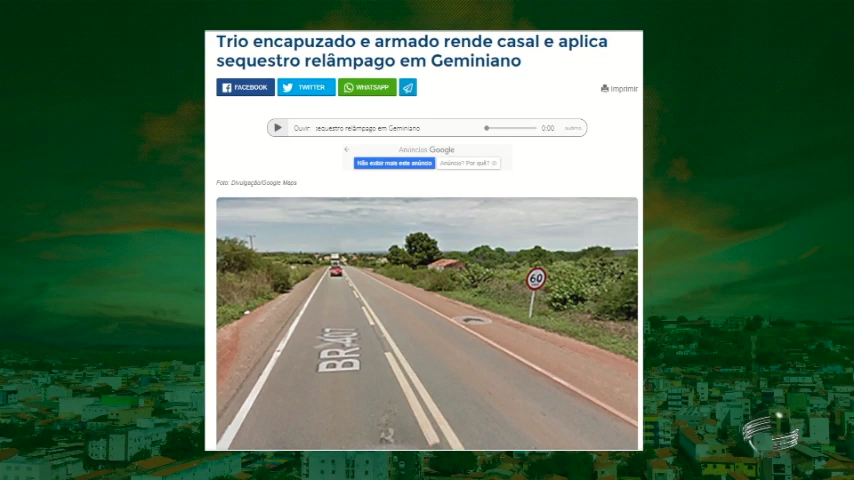 Trio encapuzado e armado rende casal e aplica
sequestro relâmpago em Geminiano
FACEBOOK TWITTER WHATSAPP Imprimir
Ouvir: sequestro relâmpago em Geminiano 0:00
Anúncios Google
Não exibir mais este anúncio Anúncio? Por quê?
Foto: Divulgação/Google Maps
60
BR-407